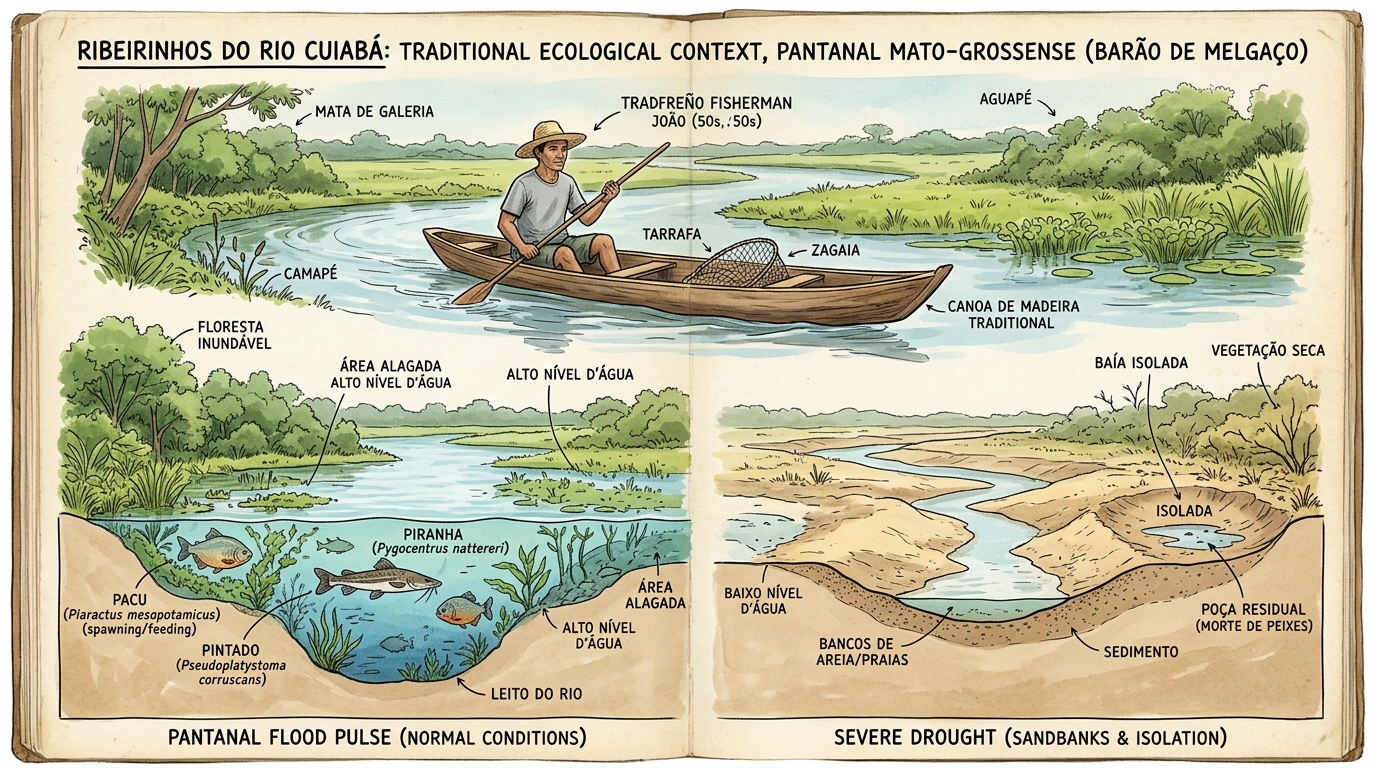 RIBEIRINHOS DO RIO CUIABÁ: TRADITIONAL ECOLOGICAL CONTEXT, PANTANAL MATO-GROSSENSE (BARÃO DE MELGAÇO)
MATA DE GALERIA
TRADFREÑO FISHERMAN
JOÃO (50s, :50s)
AGUAPÉ
TARRAFA
ZAGAIA
CAMAPÉ
CANOA DE MADEIRA
TRADITIONAL
FLORESTA
INUNDÁVEL
ÁREA ALAGADA
ALTO NÍVEL D'ÁGUA
ALTO NÍVEL D'ÁGUA
PIRANHA
(Pygocentrus nattereri)
PACU
(Piaractus mesopotamicus)
(spawning/feeding)
PINTADO
(Pseudoplatystoma
corruscans)
ÁREA
ALAGADA
ALTO NÍVEL
D'ÁGUA
LEITO DO RIO
PANTANAL FLOOD PULSE (NORMAL CONDITIONS)
BAÍA ISOLADA
VEGETAÇÃO SECA
ISOLADA
BAIXO NÍVEL
D'ÁGUA
BANCOS DE
AREIA/PRAIAS
POÇA RESIDUAL
(MORTE DE PEIXES)
SEDIMENTO
SEVERE DROUGHT (SANDBANKS & ISOLATION)